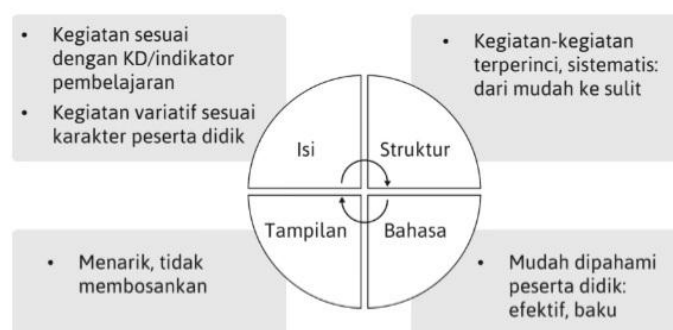 • Kegiatan sesuai
dengan KD/indikator
pembelajaran
• Kegiatan variatif sesuai
karakter peserta didik
• Kegiatan-kegiatan
terperinci, sistematis:
dari mudah ke sulit
Isi
Struktur
Tampilan
Bahasa
• Menarik, tidak
membosankan
• Mudah dipahami
peserta didik:
efektif, baku